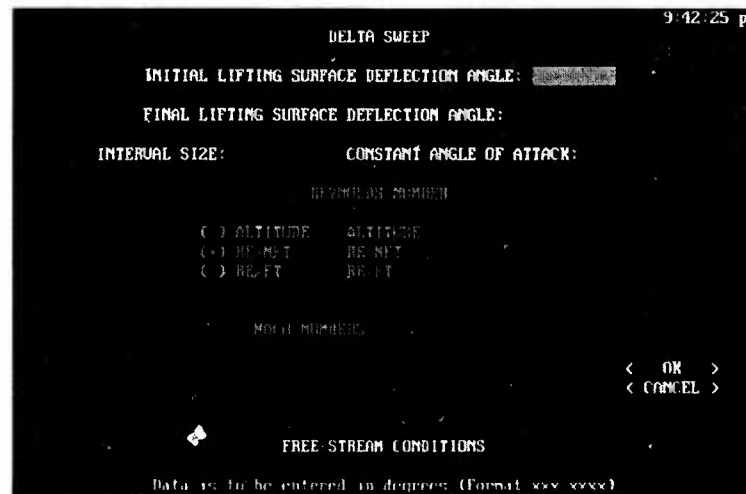 9:42:25 p
DELTA SWEEP
INITIAL LIFTING SURFACE DEFLECTION ANGLE:
FINAL LIFTING SURFACE DEFLECTION ANGLE:
INTERVAL SIZE: CONSTANT ANGLE OF ATTACK:
REYNOLDS NUMBER
( ) ALTITUDE ALTITUDE
(•) RE/MFT RE/MFT
( ) RE/FT RE/FT
MACH NUMBERS
< OK >
< CANCEL >
FREE-STREAM CONDITIONS
Data is to be entered in degrees (Format xxx.xxxx)